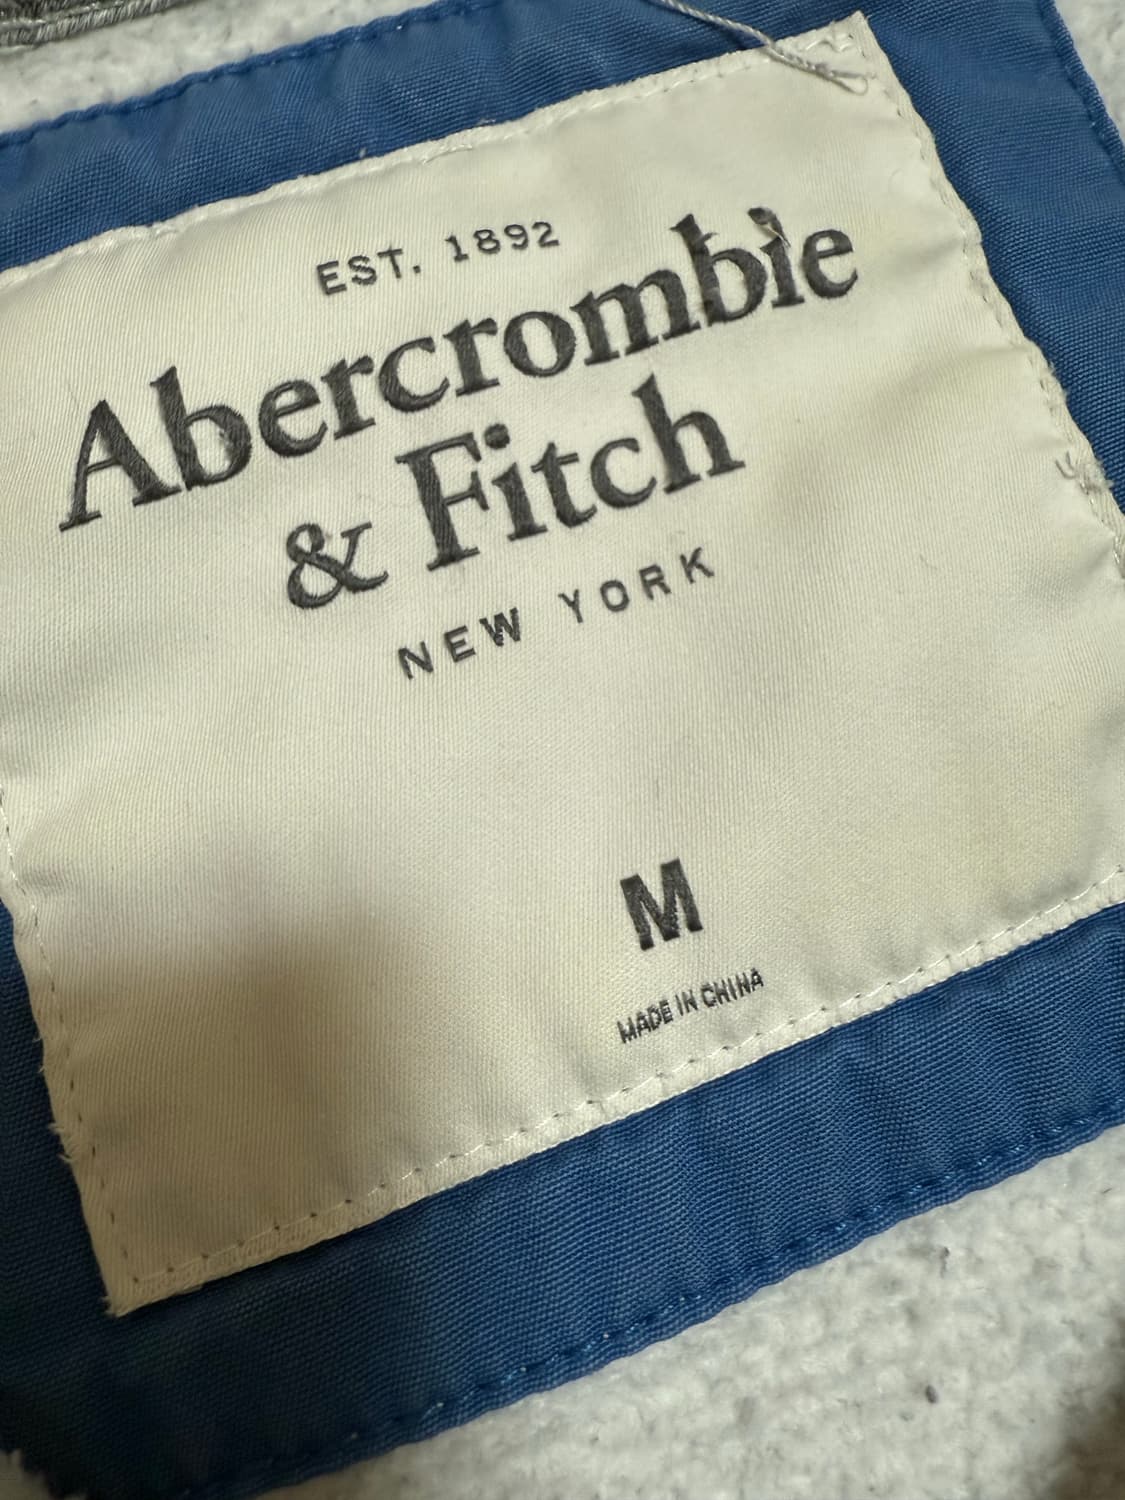 EST. 1892
Abercrombie
& Fitch
NEW YORK
M
MADE IN CHINA